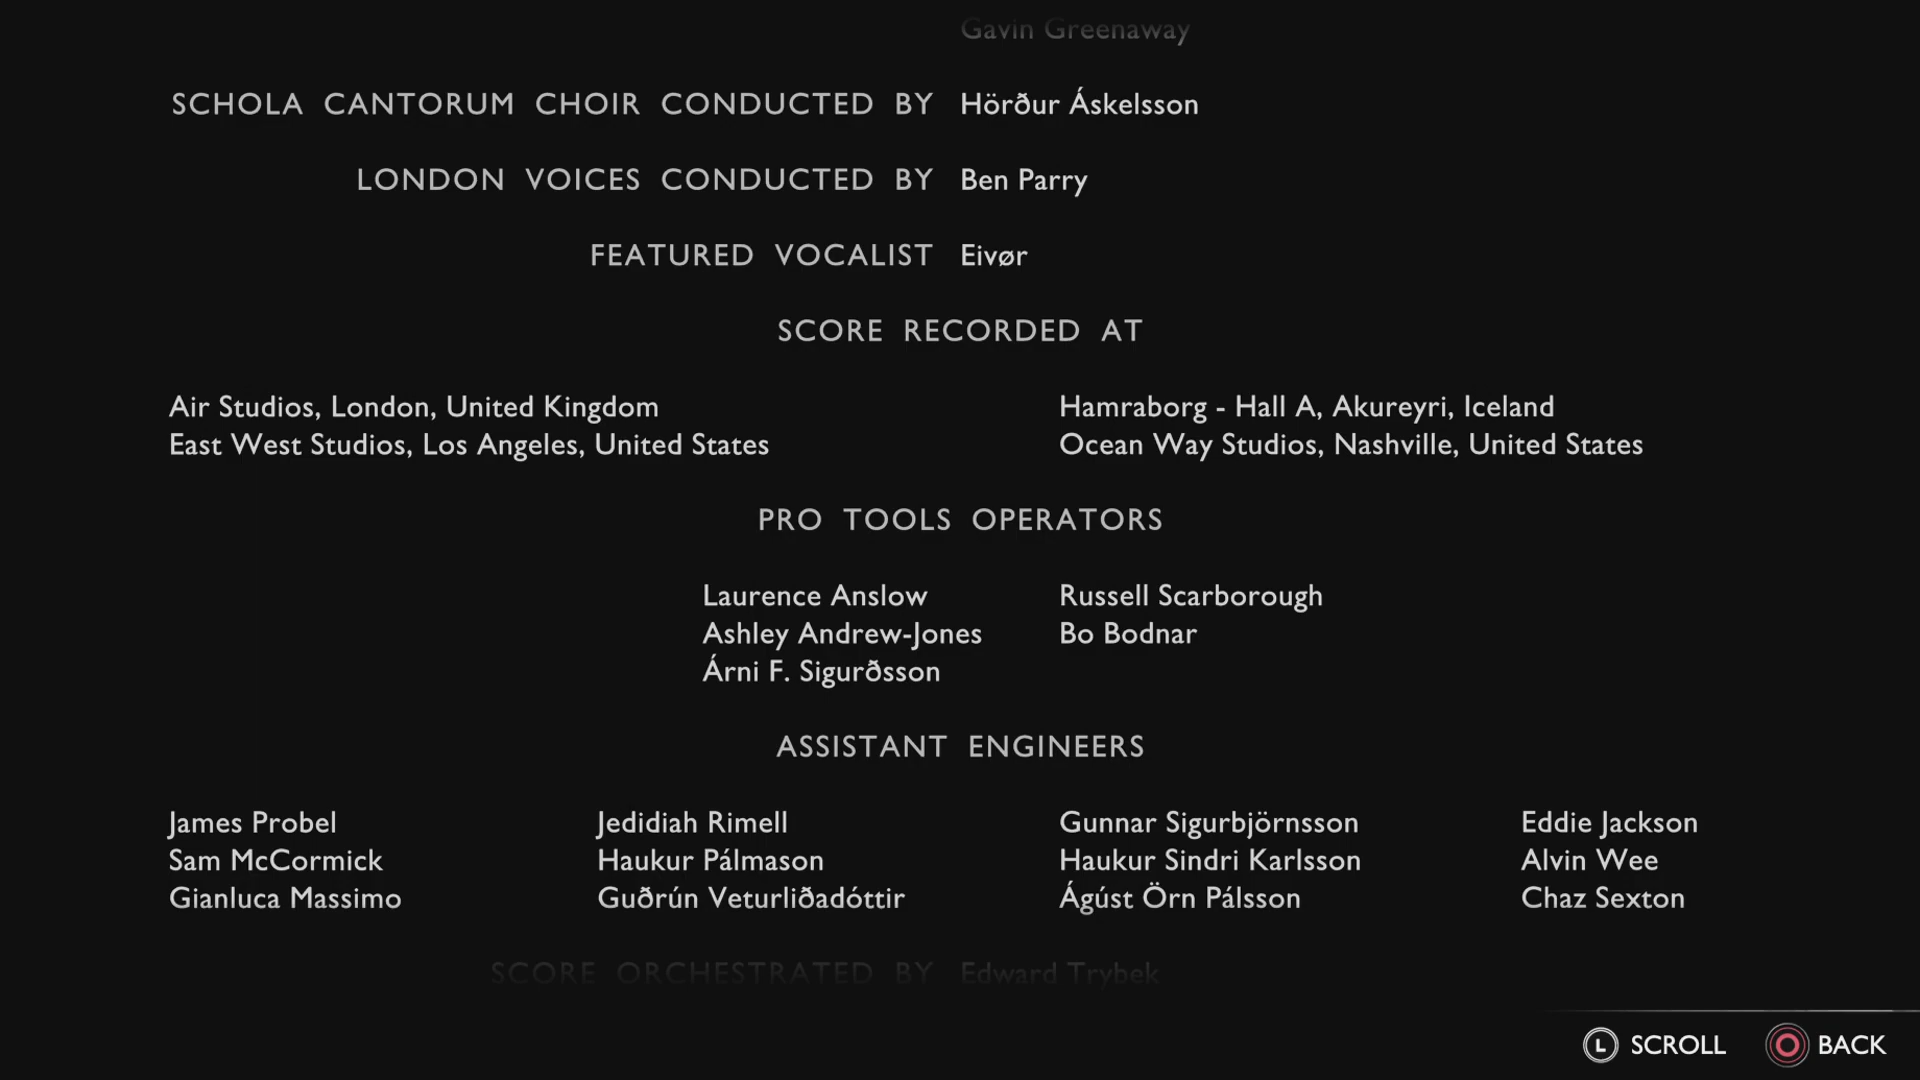 Gavin Greenaway
SCHOLA CANTORUM CHOIR CONDUCTED BY Hörður Áskelsson
LONDON VOICES CONDUCTED BY Ben Parry
FEATURED VOCALIST Eivør
SCORE RECORDED AT
Air Studios, London, United Kingdom Hamraborg - Hall A, Akureyri, Iceland
East West Studios, Los Angeles, United States Ocean Way Studios, Nashville, United States
PRO TOOLS OPERATORS
Laurence Anslow Russell Scarborough
Ashley Andrew-Jones Bo Bodnar
Árni F. Sigurðsson
ASSISTANT ENGINEERS
James Probel Jedidiah Rimell Gunnar Sigurbjörnsson Eddie Jackson
Sam McCormick Haukur Pálmason Haukur Sindri Karlsson Alvin Wee
Gianluca Massimo Guðrún Veturliðadóttir Ágúst Örn Pálsson Chaz Sexton
SCORE ORCHESTRATED BY Edward Trybek
L SCROLL BACK